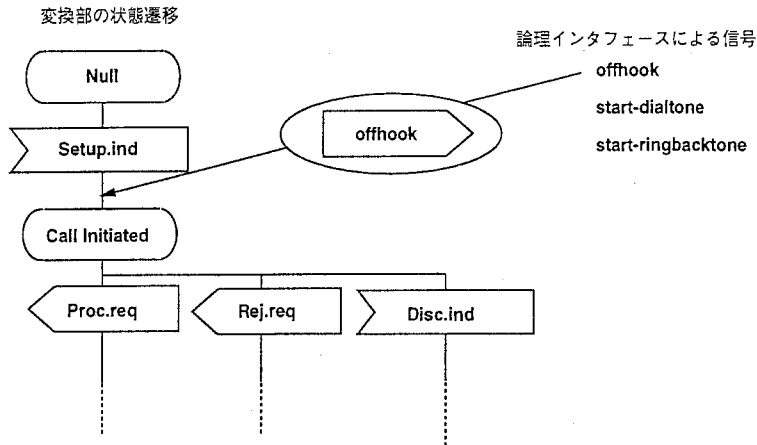 変換部の状態遷移
論理インタフェースによる信号
Null
offhook
offhook
start-dialtone
Setup.ind
start-ringbacktone
Call Initiated
Proc.req
Rej.req
Disc.ind